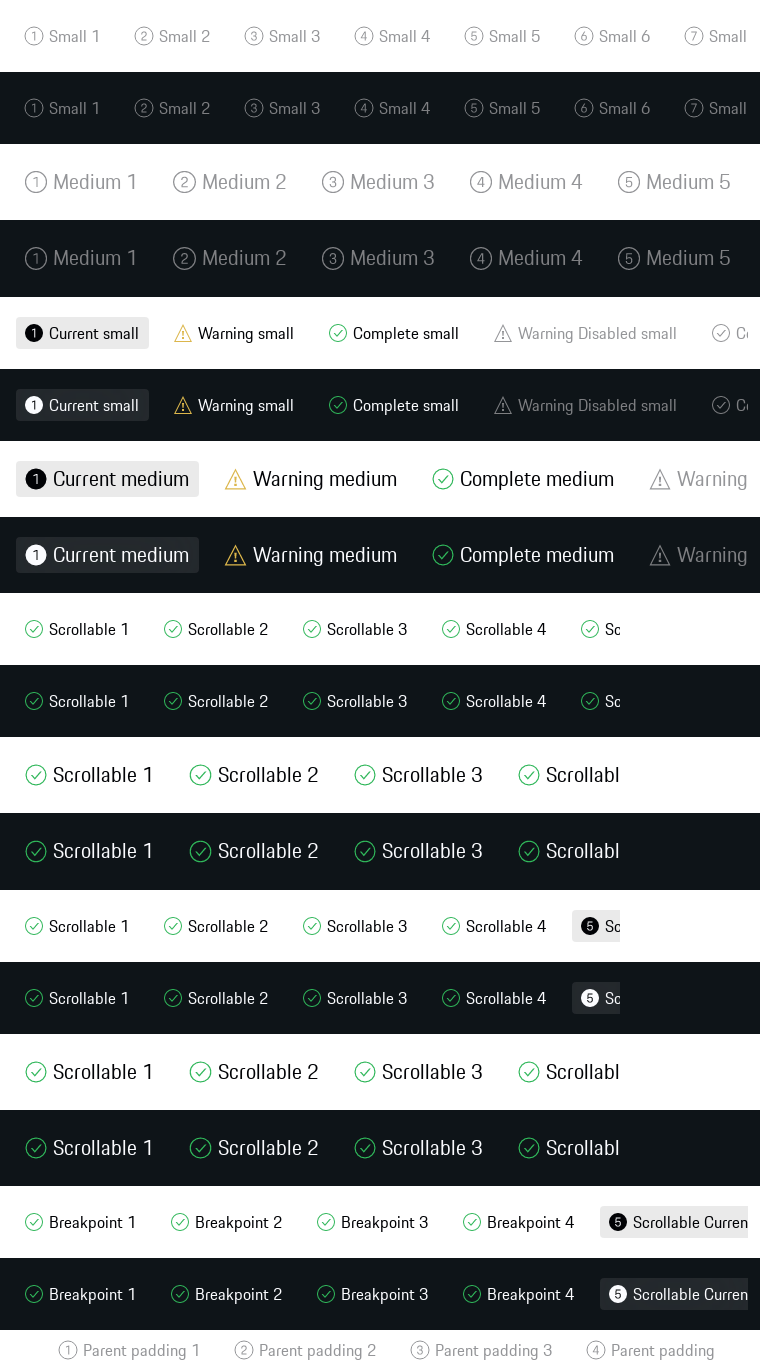 1 Small 1 2 Small 2 3 Small 3 4 Small 4 5 Small 5 6 Small 6 7 Small
1 Small 1 2 Small 2 3 Small 3 4 Small 4 5 Small 5 6 Small 6 7 Small
1 Medium 1 2 Medium 2 3 Medium 3 4 Medium 4 5 Medium 5
1 Medium 1 2 Medium 2 3 Medium 3 4 Medium 4 5 Medium 5
1 Current small Warning small Complete small Warning Disabled small Co
1 Current small Warning small Complete small Warning Disabled small Co
1 Current medium Warning medium Complete medium Warning
1 Current medium Warning medium Complete medium Warning
Scrollable 1 Scrollable 2 Scrollable 3 Scrollable 4 Sc
Scrollable 1 Scrollable 2 Scrollable 3 Scrollable 4 Sc
Scrollable 1 Scrollable 2 Scrollable 3 Scrollabl
Scrollable 1 Scrollable 2 Scrollable 3 Scrollabl
Scrollable 1 Scrollable 2 Scrollable 3 Scrollable 4 5 Sc
Scrollable 1 Scrollable 2 Scrollable 3 Scrollable 4 5 Sc
Scrollable 1 Scrollable 2 Scrollable 3 Scrollabl
Scrollable 1 Scrollable 2 Scrollable 3 Scrollabl
Breakpoint 1 Breakpoint 2 Breakpoint 3 Breakpoint 4 5 Scrollable Curren
Breakpoint 1 Breakpoint 2 Breakpoint 3 Breakpoint 4 5 Scrollable Curren
1 Parent padding 1 2 Parent padding 2 3 Parent padding 3 4 Parent padding